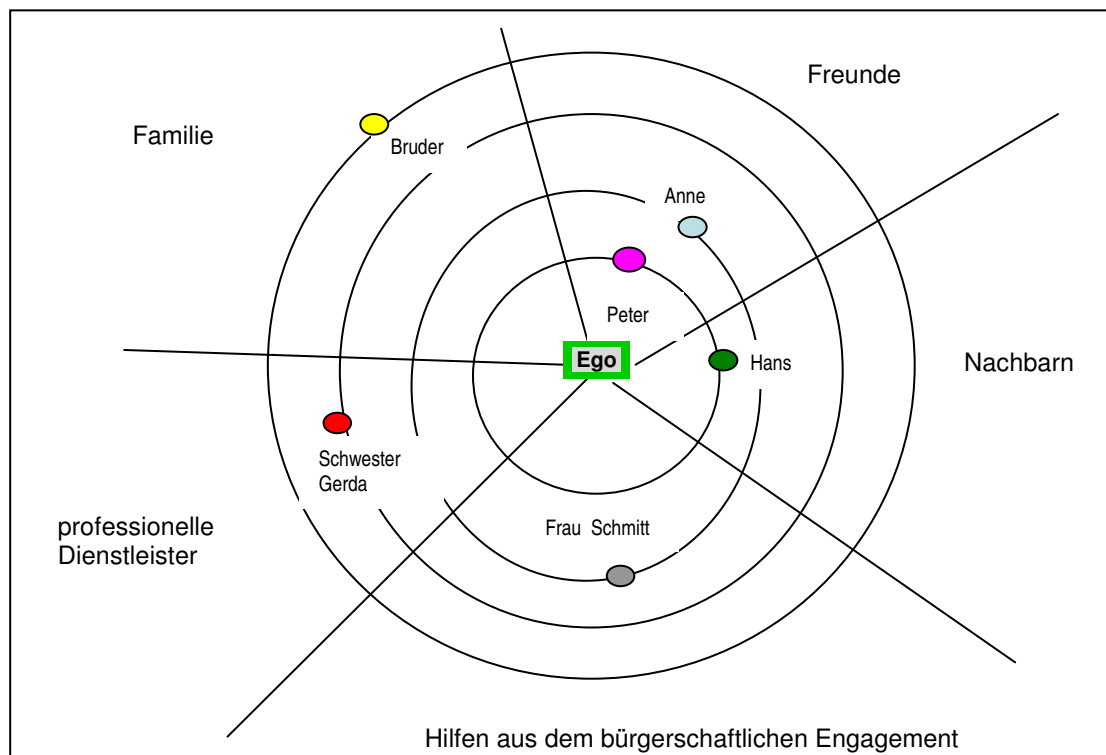 Freunde
Familie
Bruder
Anne
Peter
Ego
Hans
Nachbarn
Schwester
Gerda
professionelle
Dienstleister
Frau Schmitt
Hilfen aus dem bürgerschaftlichen Engagement